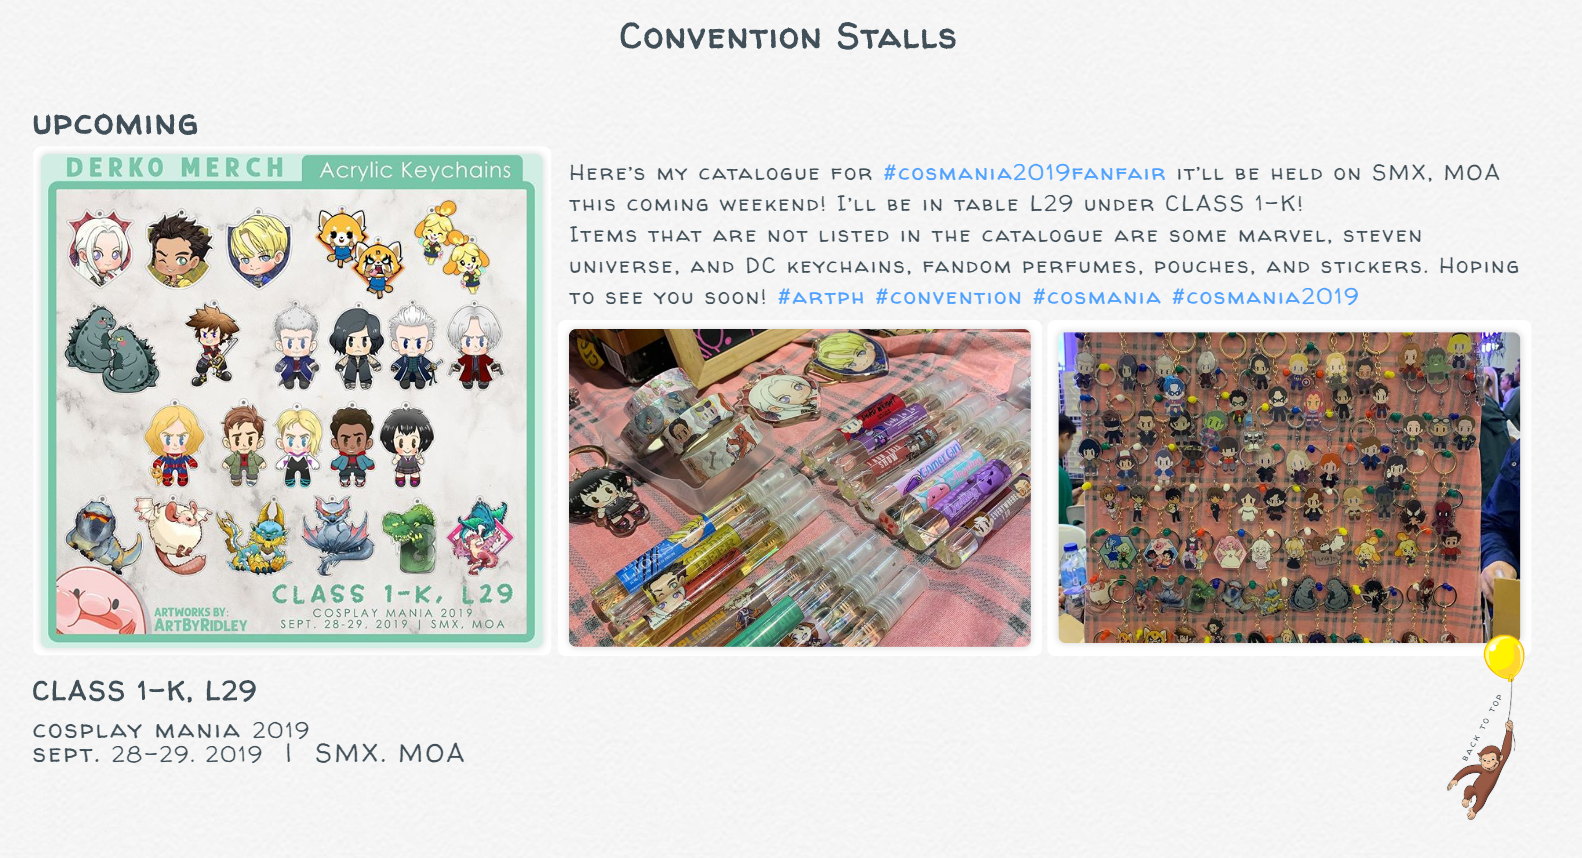 Convention Stalls
UPCOMING
DERKO MERCH
Acrylic Keychains
CLASS 1-K, L29
COSPLAY MANIA 2019
SEPT. 28-29. 2019 | SMX, MOA
ARTWORKS BY:
ARTBYRIDLEY
Here's my catalogue for #cosmania2019fanfair it'll be held on SMX, MOA
this coming weekend! I'll be in table L29 under CLASS 1-K!
Items that are not listed in the catalogue are some marvel, steven
universe, and DC keychains, fandom perfumes, pouches, and stickers. Hoping
to see you soon! #artph #convention #cosmania #cosmania2019
GamerGirl
CLASS 1-K, L29
cosplay mania 2019
sept. 28-29. 2019 | SMX. MOA
BACK TO TOP